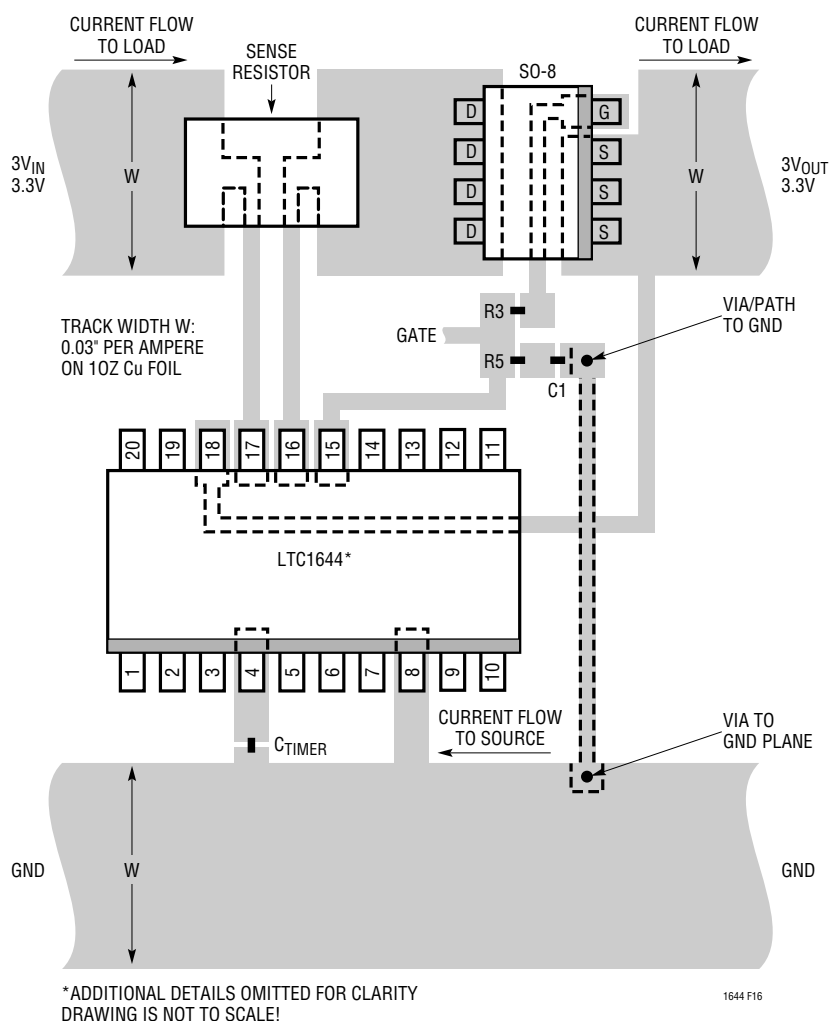 CURRENT FLOW
TO LOAD
SENSE
RESISTOR
SO-8
CURRENT FLOW
TO LOAD
D
G
D
S
D
S
D
S
3VIN
3.3V
W
W
3VOUT
3.3V
TRACK WIDTH W:
0.03" PER AMPERE
ON 1OZ Cu FOIL
GATE
R3
R5
C1
VIA/PATH
TO GND
20
19
18
17
16
15
14
13
12
11
LTC1644*
1
2
3
4
5
6
7
8
9
10
CTIMER
CURRENT FLOW
TO SOURCE
VIA TO
GND PLANE
GND
W
GND
*ADDITIONAL DETAILS OMITTED FOR CLARITY
DRAWING IS NOT TO SCALE!
1644 F16